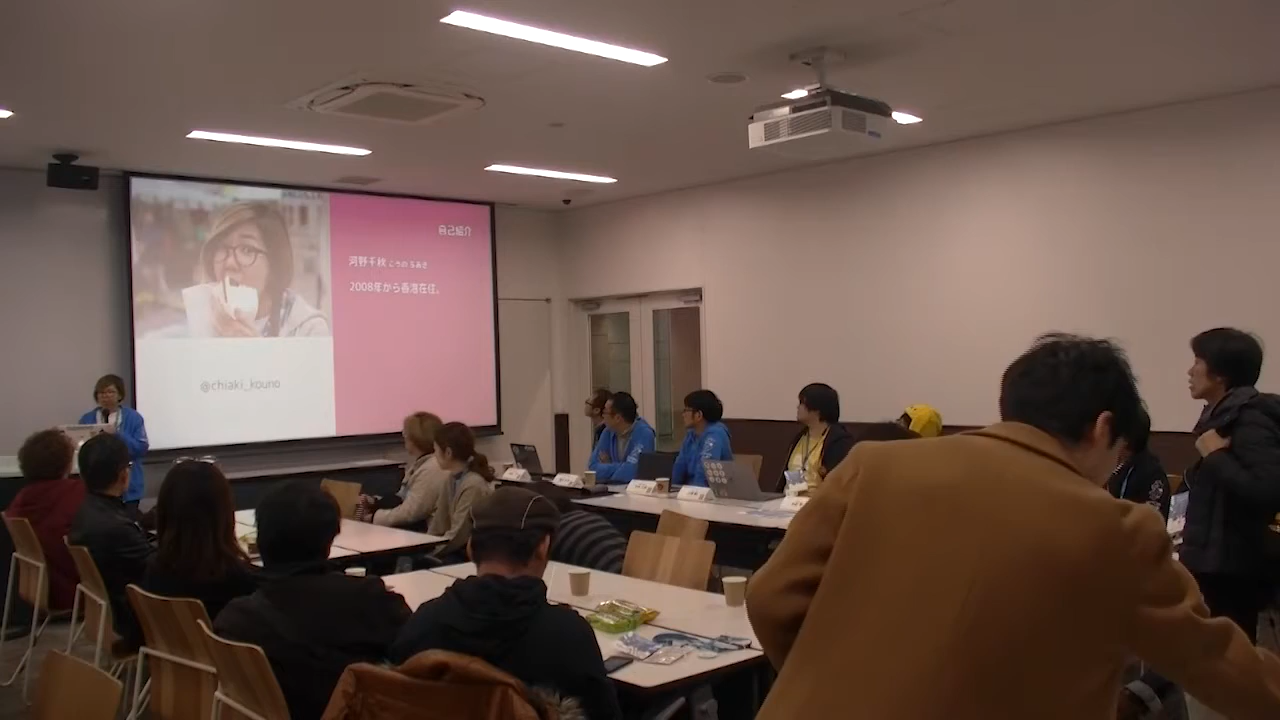 自己紹介
河野千秋 こうの ちあき
2008年から香港在住。
@chiaki_kouno